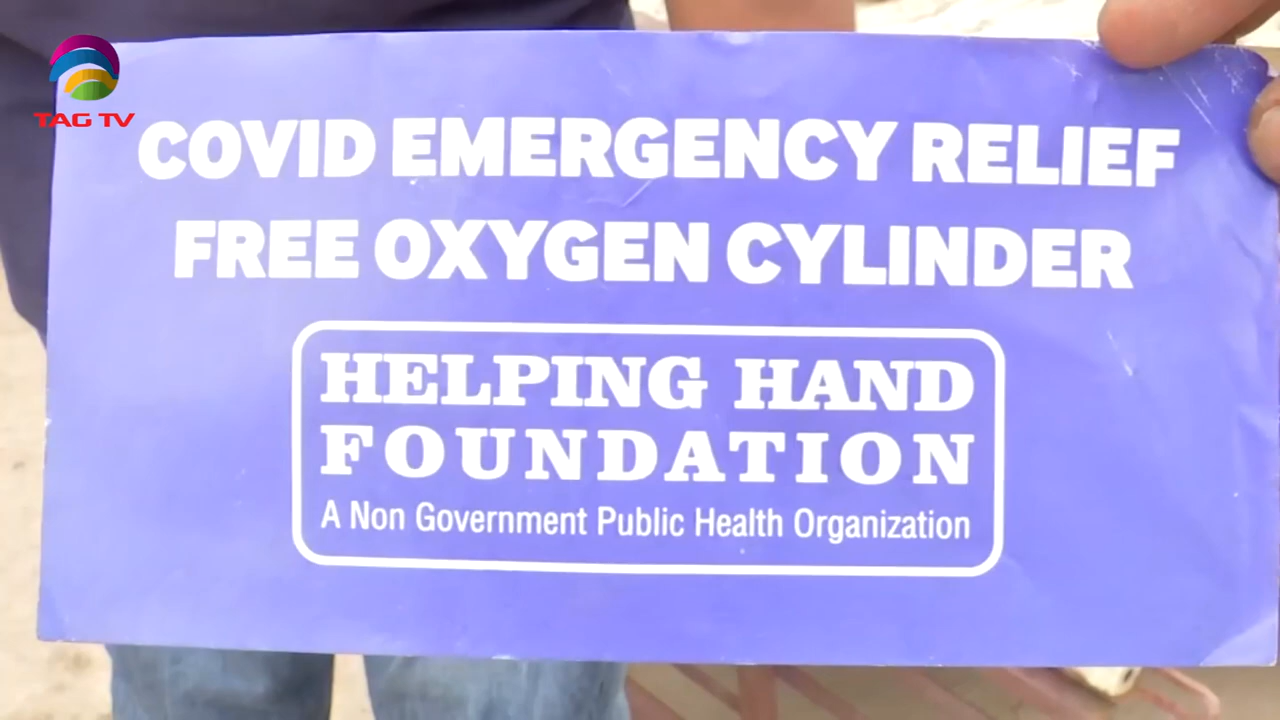 TAG TV
COVID EMERGENCY RELIEF
FREE OXYGEN CYLINDER
HELPING HAND
FOUNDATION
A Non Government Public Health Organization